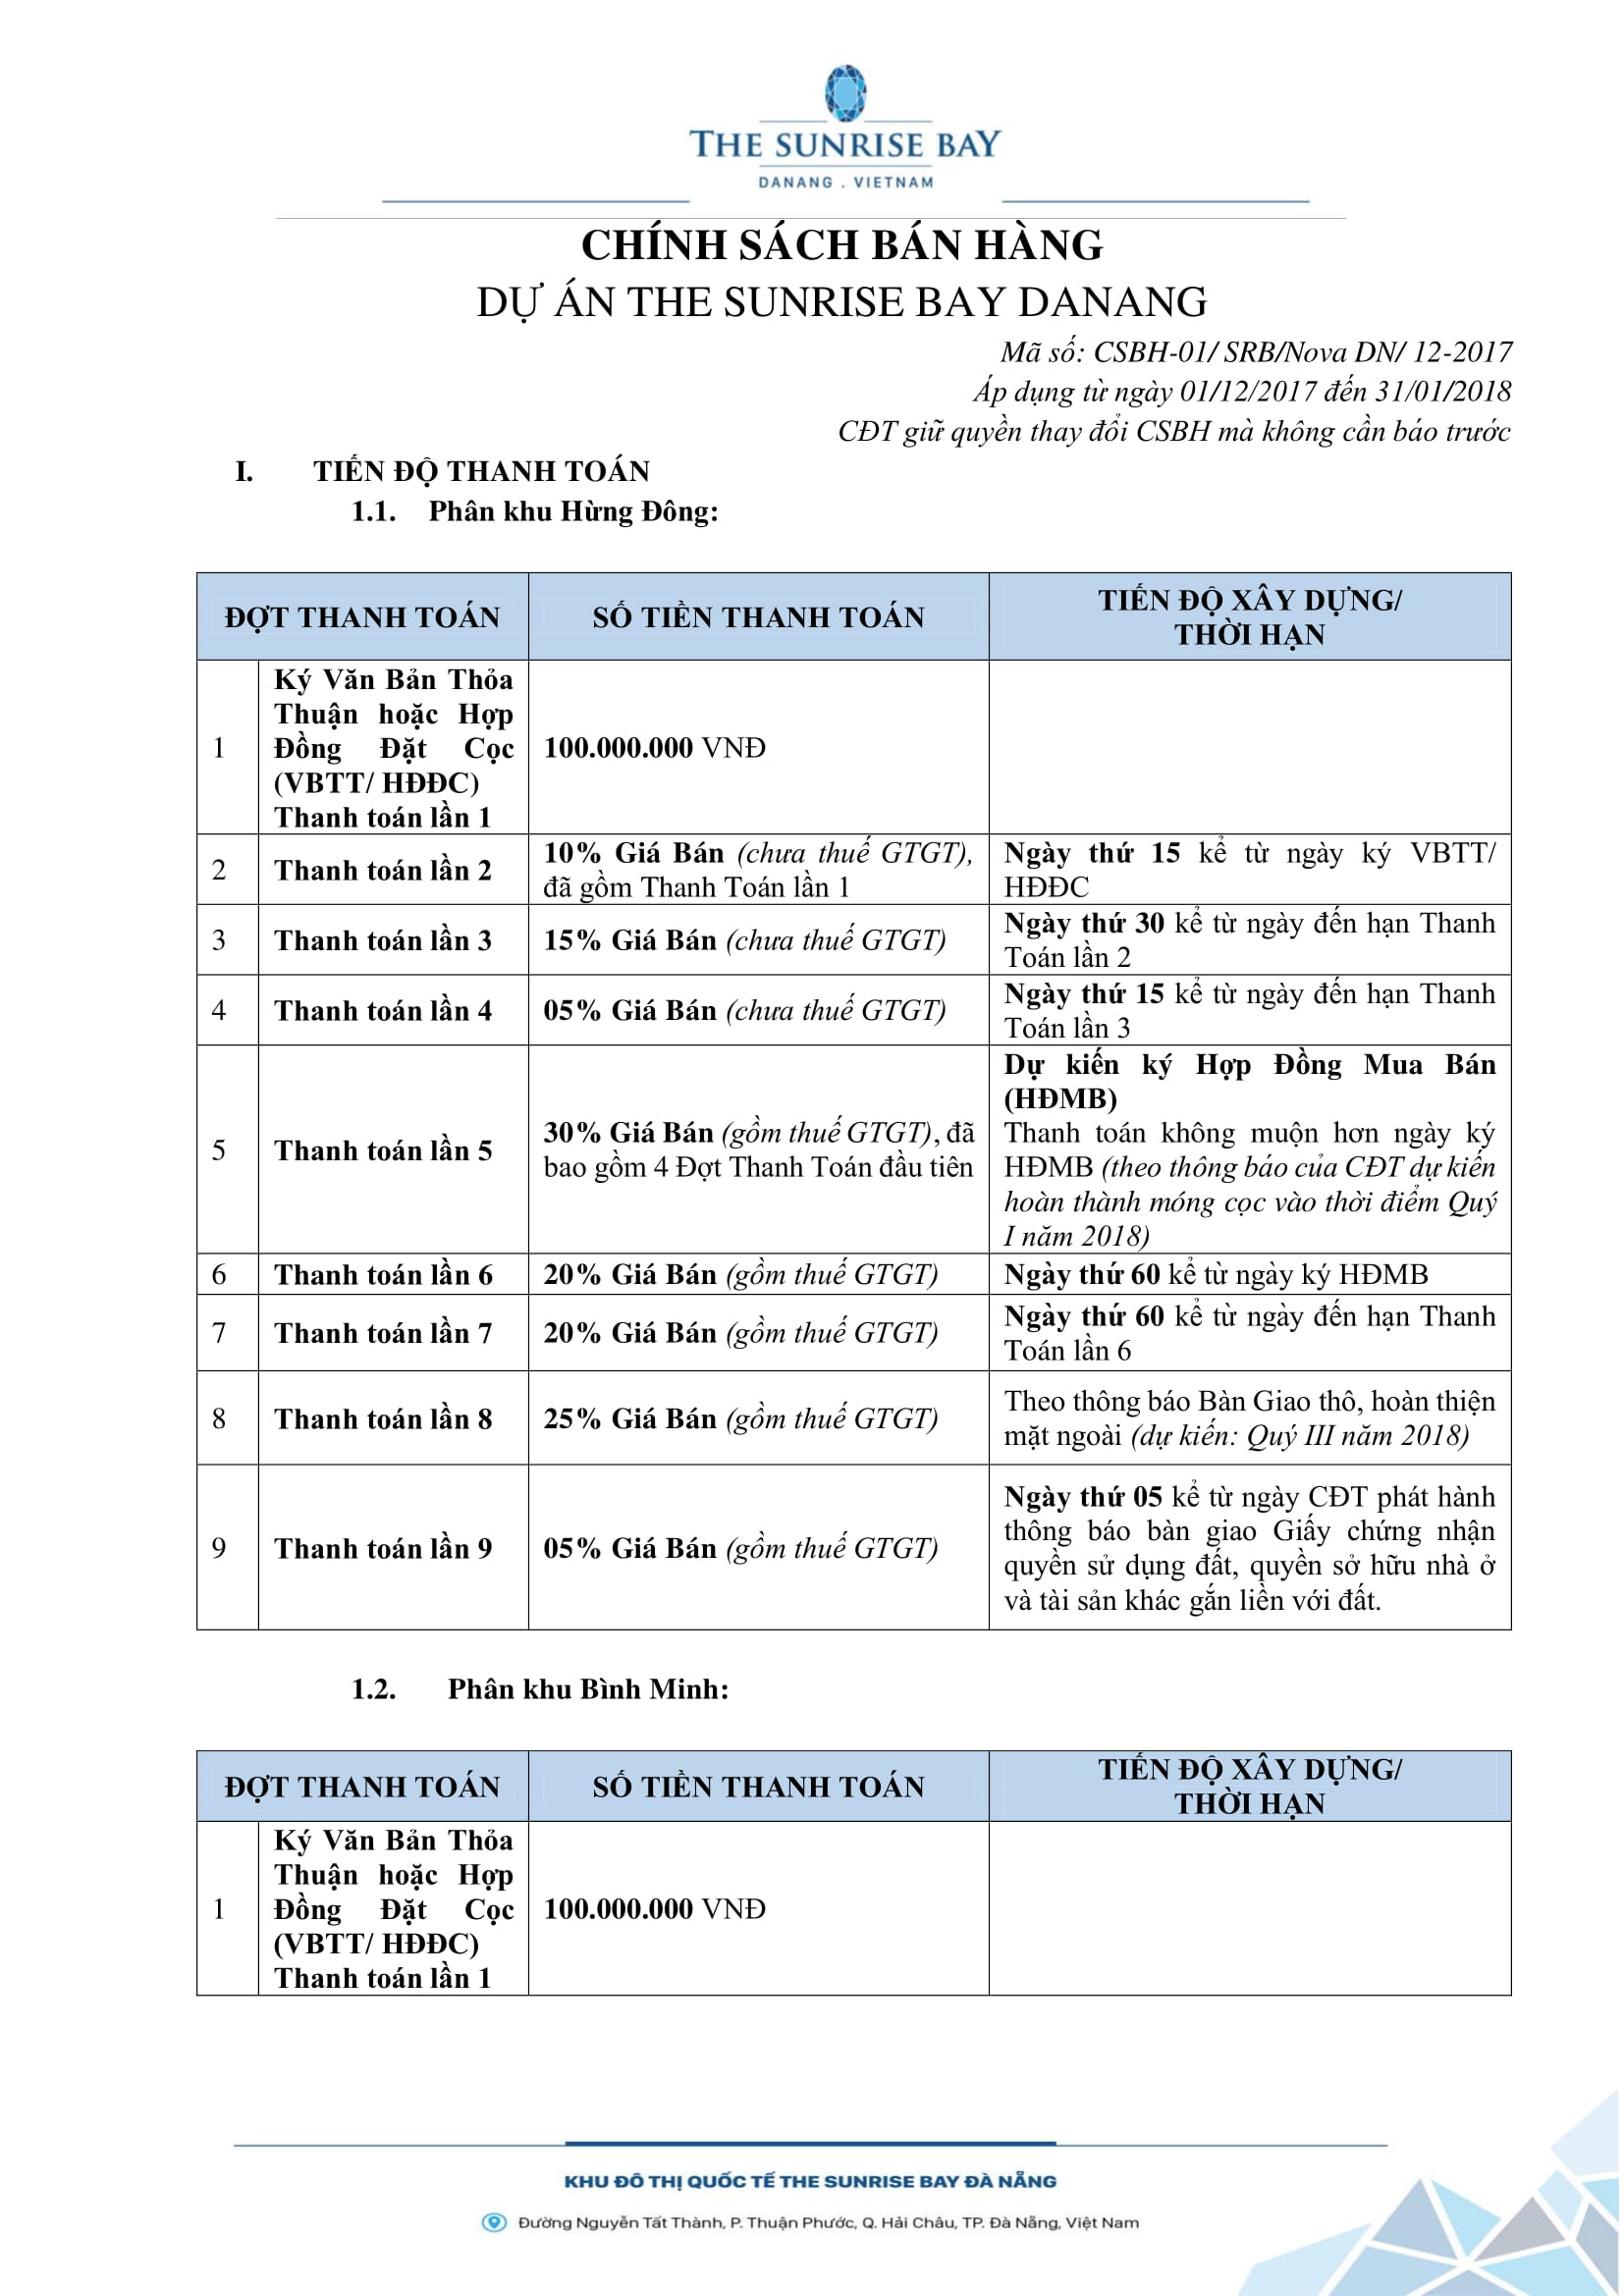 THE SUNRISE BAY
DANANG . VIETNAM
CHÍNH SÁCH BÁN HÀNG
DỰ ÁN THE SUNRISE BAY DANANG
Mã số: CSBH-01/ SRB/Nova DN/ 12-2017
Áp dụng từ ngày 01/12/2017 đến 31/01/2018
CĐT giữ quyền thay đổi CSBH mà không cần báo trước
I. TIẾN ĐỘ THANH TOÁN
1.1. Phân khu Hừng Đông:
ĐỢT THANH TOÁN
SỐ TIỀN THANH TOÁN
TIẾN ĐỘ XÂY DỰNG/
THỜI HẠN
1
Ký Văn Bản Thỏa
Thuận hoặc Hợp
Đồng Đặt Cọc
(VBTT/ HĐĐC)
Thanh toán lần 1
100.000.000 VNĐ
2
Thanh toán lần 2
10% Giá Bán (chưa thuế GTGT),
đã gồm Thanh Toán lần 1
Ngày thứ 15 kể từ ngày ký VBTT/
HĐĐC
3
Thanh toán lần 3
15% Giá Bán (chưa thuế GTGT)
Ngày thứ 30 kể từ ngày đến hạn Thanh
Toán lần 2
4
Thanh toán lần 4
05% Giá Bán (chưa thuế GTGT)
Ngày thứ 15 kể từ ngày đến hạn Thanh
Toán lần 3
5
Thanh toán lần 5
30% Giá Bán (gồm thuế GTGT), đã
bao gồm 4 Đợt Thanh Toán đầu tiên
Dự kiến ký Hợp Đồng Mua Bán
(HĐMB)
Thanh toán không muộn hơn ngày ký
HĐMB (theo thông báo của CĐT dự kiến
hoàn thành móng cọc vào thời điểm Quý
I năm 2018)
6
Thanh toán lần 6
20% Giá Bán (gồm thuế GTGT)
Ngày thứ 60 kể từ ngày ký HĐMB
7
Thanh toán lần 7
20% Giá Bán (gồm thuế GTGT)
Ngày thứ 60 kể từ ngày đến hạn Thanh
Toán lần 6
8
Thanh toán lần 8
25% Giá Bán (gồm thuế GTGT)
Theo thông báo Bàn Giao thô, hoàn thiện
mặt ngoài (dự kiến: Quý III năm 2018)
9
Thanh toán lần 9
05% Giá Bán (gồm thuế GTGT)
Ngày thứ 05 kể từ ngày CĐT phát hành
thông báo bàn giao Giấy chứng nhận
quyền sử dụng đất, quyền sở hữu nhà ở
và tài sản khác gắn liền với đất.
1.2. Phân khu Bình Minh:
ĐỢT THANH TOÁN
SỐ TIỀN THANH TOÁN
TIẾN ĐỘ XÂY DỰNG/
THỜI HẠN
1
Ký Văn Bản Thỏa
Thuận hoặc Hợp
Đồng Đặt Cọc
(VBTT/ HĐĐC)
Thanh toán lần 1
100.000.000 VNĐ
KHU ĐÔ THỊ QUỐC TẾ THE SUNRISE BAY ĐÀ NẴNG
Đường Nguyễn Tất Thành, P. Thuận Phước, Q. Hải Châu, TP. Đà Nẵng, Việt Nam